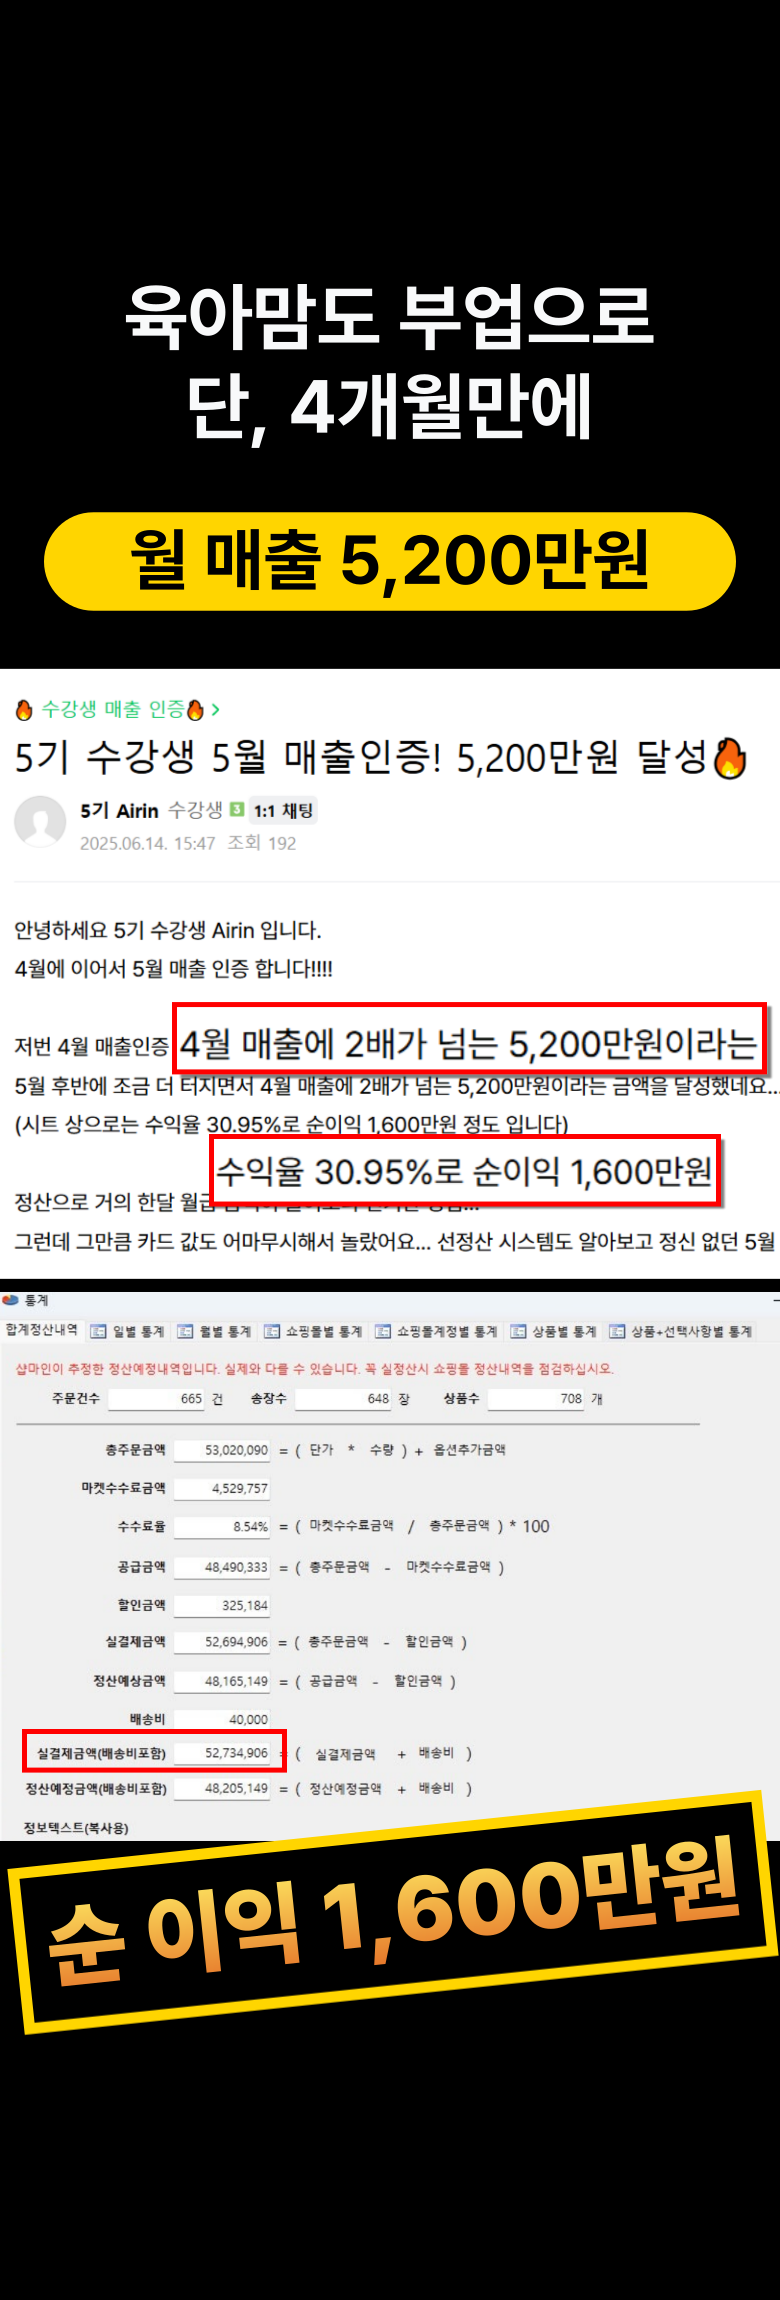 육아맘도 부업으로
단, 4개월만에
월 매출 5,200만원
🔥 수강생 매출 인증🔥 >
5기 수강생 5월 매출인증! 5,200만원 달성🔥
5기 Airin 수강생 3 1:1 채팅
2025.06.14. 15:47 조회 192
안녕하세요 5기 수강생 Airin 입니다.
4월에 이어서 5월 매출 인증 합니다!!!!
저번 4월 매출인증 4월 매출에 2배가 넘는 5,200만원이라는
5월 후반에 조금 더 터지면서 4월 매출에 2배가 넘는 5,200만원이라는 금액을 달성했네요...
(시트 상으로는 수익율 30.95%로 순이익 1,600만원 정도 입니다)
수익율 30.95%로 순이익 1,600만원
정산으로 거의 한달 월급
그런데 그만큼 카드 값도 어마무시해서 놀랐어요... 선정산 시스템도 알아보고 정신 없던 5월
통계
합계정산내역 일별 통계 월별 통계 쇼핑몰별 통계 쇼핑몰계정별 통계 상품별 통계 상품+선택사항별 통계
샵마인이 추정한 정산예정내역입니다. 실제와 다를 수 있습니다. 꼭 실정산시 쇼핑몰 정산내역을 점검하십시오.
주문건수 665 건 송장수 648 장 상품수 708 개
총주문금액 53,020,090 = ( 단가 * 수량 ) + 옵션추가금액
마켓수수료금액 4,529,757
수수료율 8.54% = ( 마켓수수료금액 / 총주문금액 ) * 100
공급금액 48,490,333 = ( 총주문금액 - 마켓수수료금액 )
할인금액 325,184
실결제금액 52,694,906 = ( 총주문금액 - 할인금액 )
정산예상금액 48,165,149 = ( 공급금액 - 할인금액 )
배송비 40,000
실결제금액(배송비포함) 52,734,906 = ( 실결제금액 + 배송비 )
정산예정금액(배송비포함) 48,205,149 = ( 정산예정금액 + 배송비 )
정보텍스트(복사용)
순 이익 1,600만원